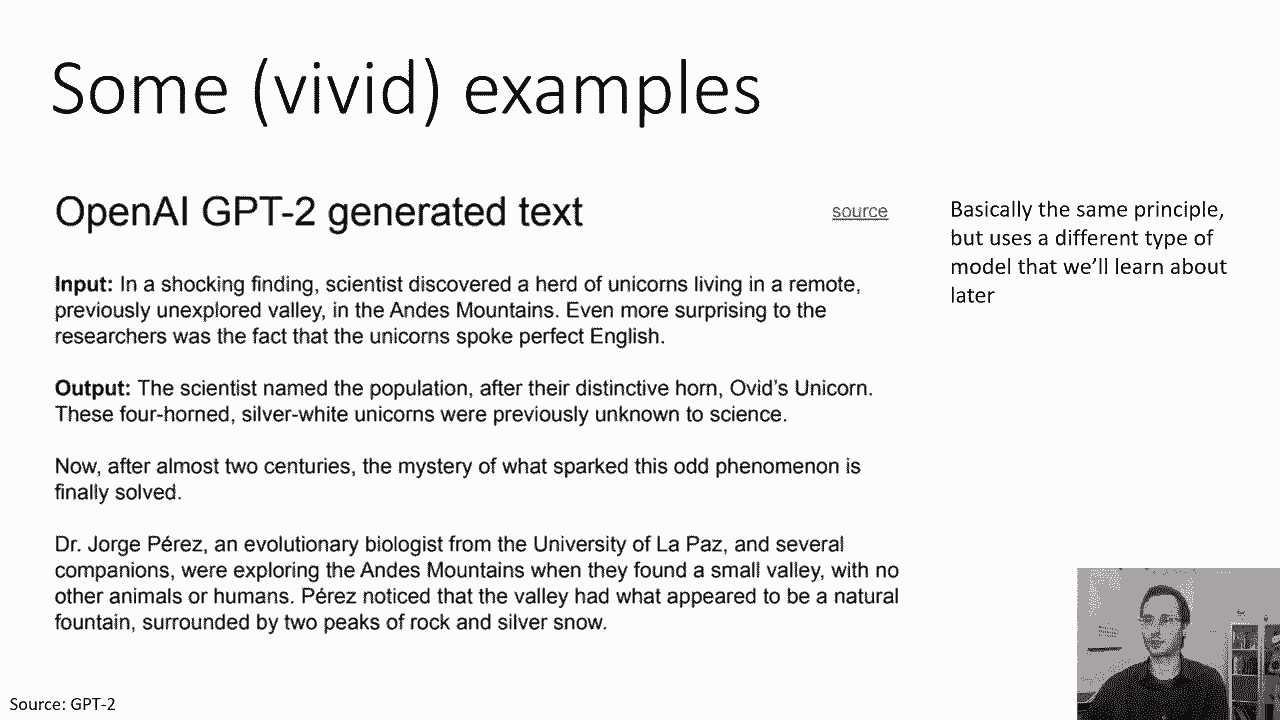 Some (vivid) examples
OpenAI GPT-2 generated text
source
Input: In a shocking finding, scientist discovered a herd of unicorns living in a remote,
previously unexplored valley, in the Andes Mountains. Even more surprising to the
researchers was the fact that the unicorns spoke perfect English.
Output: The scientist named the population, after their distinctive horn, Ovid's Unicorn.
These four-horned, silver-white unicorns were previously unknown to science.
Now, after almost two centuries, the mystery of what sparked this odd phenomenon is
finally solved.
Dr. Jorge Pérez, an evolutionary biologist from the University of La Paz, and several
companions, were exploring the Andes Mountains when they found a small valley, with no
other animals or humans. Pérez noticed that the valley had what appeared to be a natural
fountain, surrounded by two peaks of rock and silver snow.
Basically the same principle,
but uses a different type of
model that we'll learn about
later
Source: GPT-2